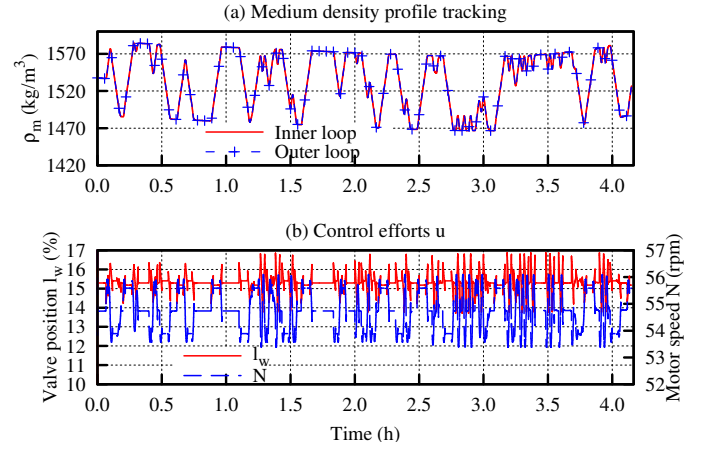 (a) Medium density profile tracking
ρm (kg/m³)
1570
1520
1470
1420
Inner loop
Outer loop
0.0 0.5 1.0 1.5 2.0 2.5 3.0 3.5 4.0
(b) Control efforts u
Valve position lw (%)
17
16
15
14
13
12
11
10
lw
N
57
56
55
54
53
52
Motor speed N (rpm)
0.0 0.5 1.0 1.5 2.0 2.5 3.0 3.5 4.0
Time (h)